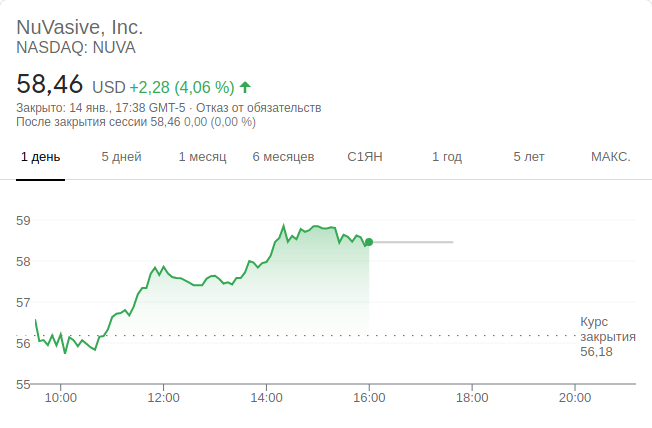 NuVasive, Inc.
NASDAQ: NUVA
58,46 USD +2,28 (4,06 %)
Закрыто: 14 янв., 17:38 GMT-5 · Отказ от обязательств
После закрытия сессии 58,46 0,00 (0,00 %)
1 день 5 дней 1 месяц 6 месяцев С1ЯН 1 год 5 лет МАКС.
59
58
57
56
55
Курс
закрытия
56,18
10:00 12:00 14:00 16:00 18:00 20:00